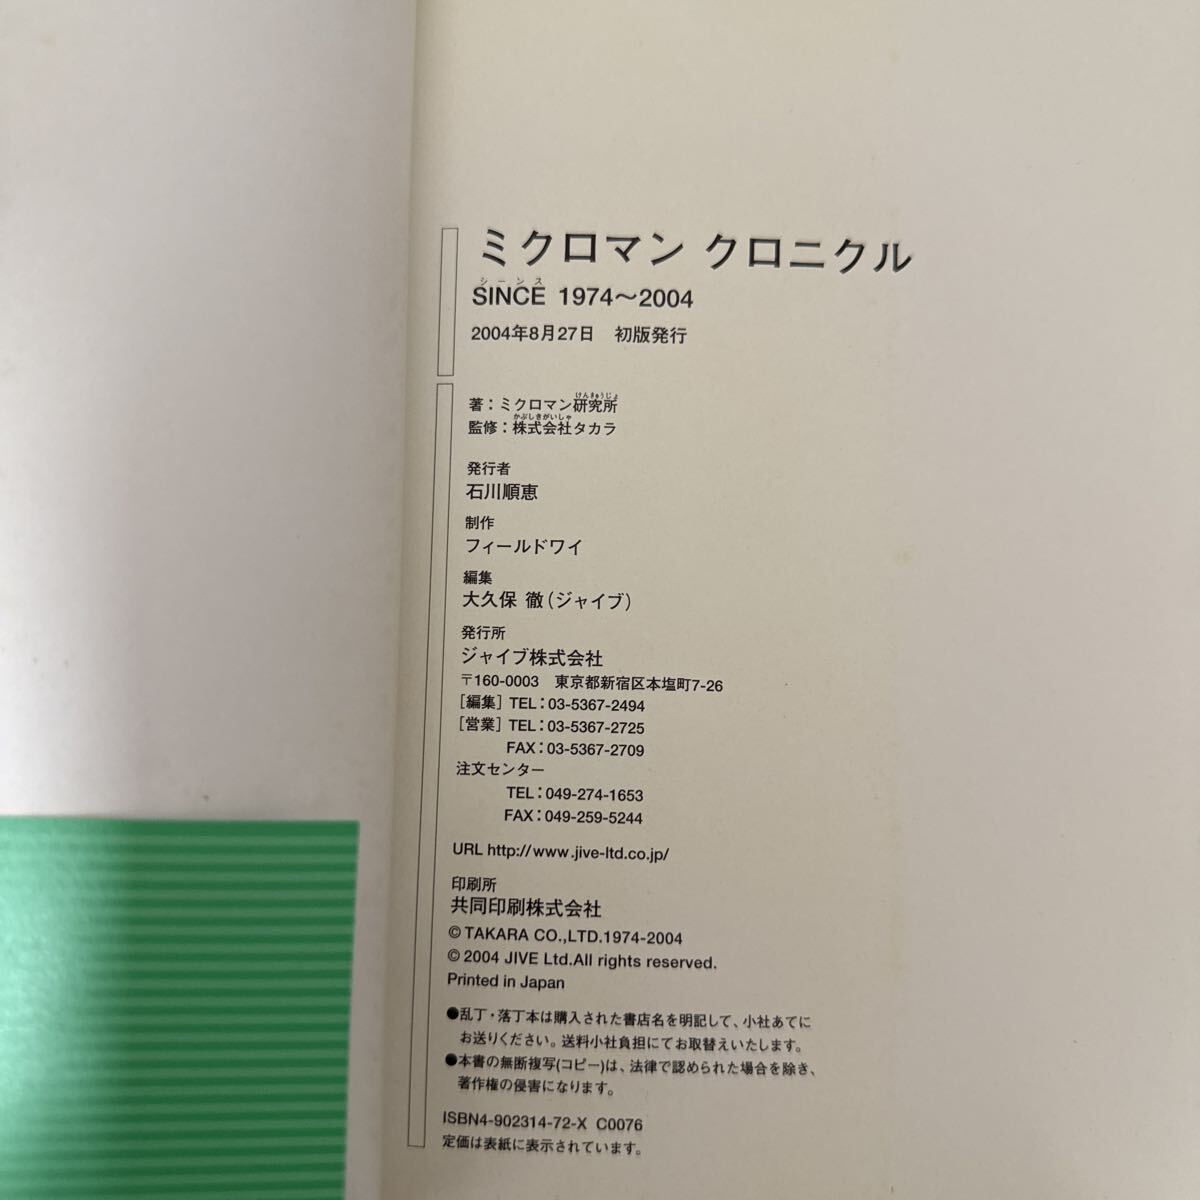 ミクロマン クロニクル
シーンス
SINCE 1974〜2004
2004年8月27日　初版発行
けんきゅうじょ
著：ミクロマン研究所
かぶしきがいしゃ
監修：株式会社タカラ
発行者
石川順恵
制作
フィールドワイ
編集
大久保 徹（ジャイブ）
発行所
ジャイブ株式会社
〒160-0003　東京都新宿区本塩町7-26
［編集］TEL：03-5367-2494
［営業］TEL：03-5367-2725
FAX：03-5367-2709
注文センター
TEL：049-274-1653
FAX：049-259-5244
URL http://www.jive-ltd.co.jp/
印刷所
共同印刷株式会社
© TAKARA CO.,LTD.1974-2004
© 2004 JIVE Ltd.All rights reserved.
Printed in Japan
●乱丁・落丁本は購入された書店名を明記して、小社あてに
お送りください。送料小社負担にてお取替えいたします。
●本書の無断複写(コピー)は、法律で認められた場合を除き、
著作権の侵害になります。
ISBN4-902314-72-X C0076
定価は表紙に表示されています。